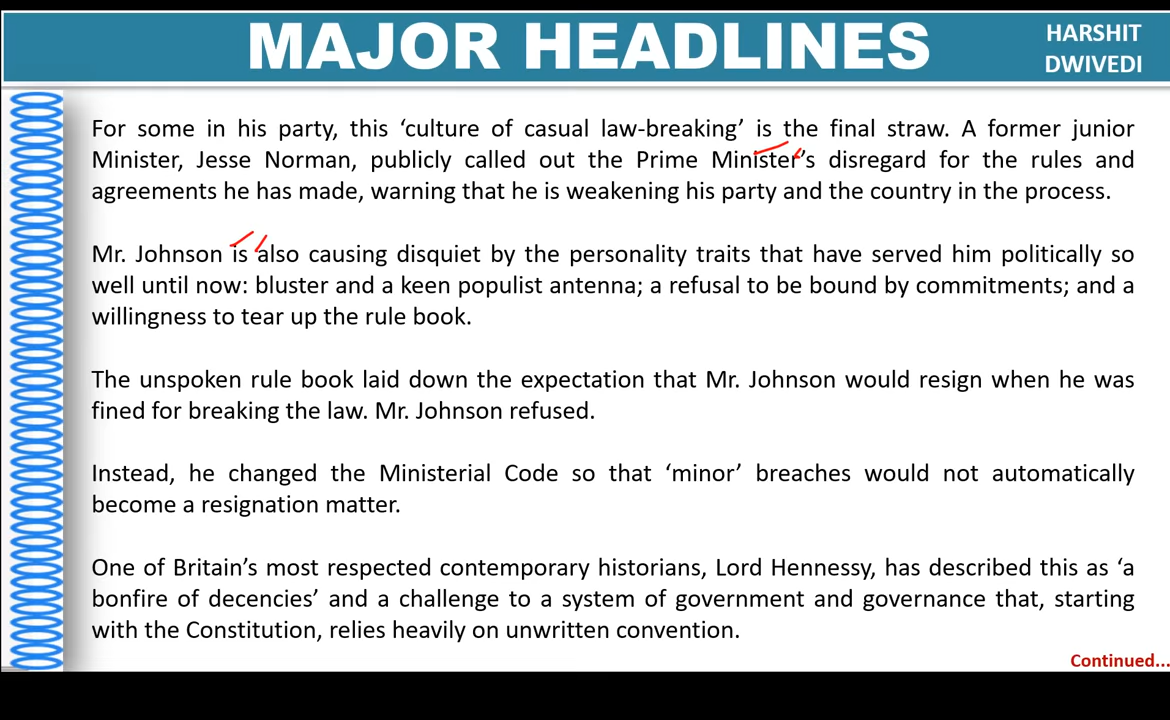 MAJOR HEADLINES
HARSHIT
DWIVEDI
For some in his party, this ‘culture of casual law-breaking’ is the final straw. A former junior
Minister, Jesse Norman, publicly called out the Prime Minister’s disregard for the rules and
agreements he has made, warning that he is weakening his party and the country in the process.
Mr. Johnson is also causing disquiet by the personality traits that have served him politically so
well until now: bluster and a keen populist antenna; a refusal to be bound by commitments; and a
willingness to tear up the rule book.
The unspoken rule book laid down the expectation that Mr. Johnson would resign when he was
fined for breaking the law. Mr. Johnson refused.
Instead, he changed the Ministerial Code so that ‘minor’ breaches would not automatically
become a resignation matter.
One of Britain’s most respected contemporary historians, Lord Hennessy, has described this as ‘a
bonfire of decencies’ and a challenge to a system of government and governance that, starting
with the Constitution, relies heavily on unwritten convention.
Continued...